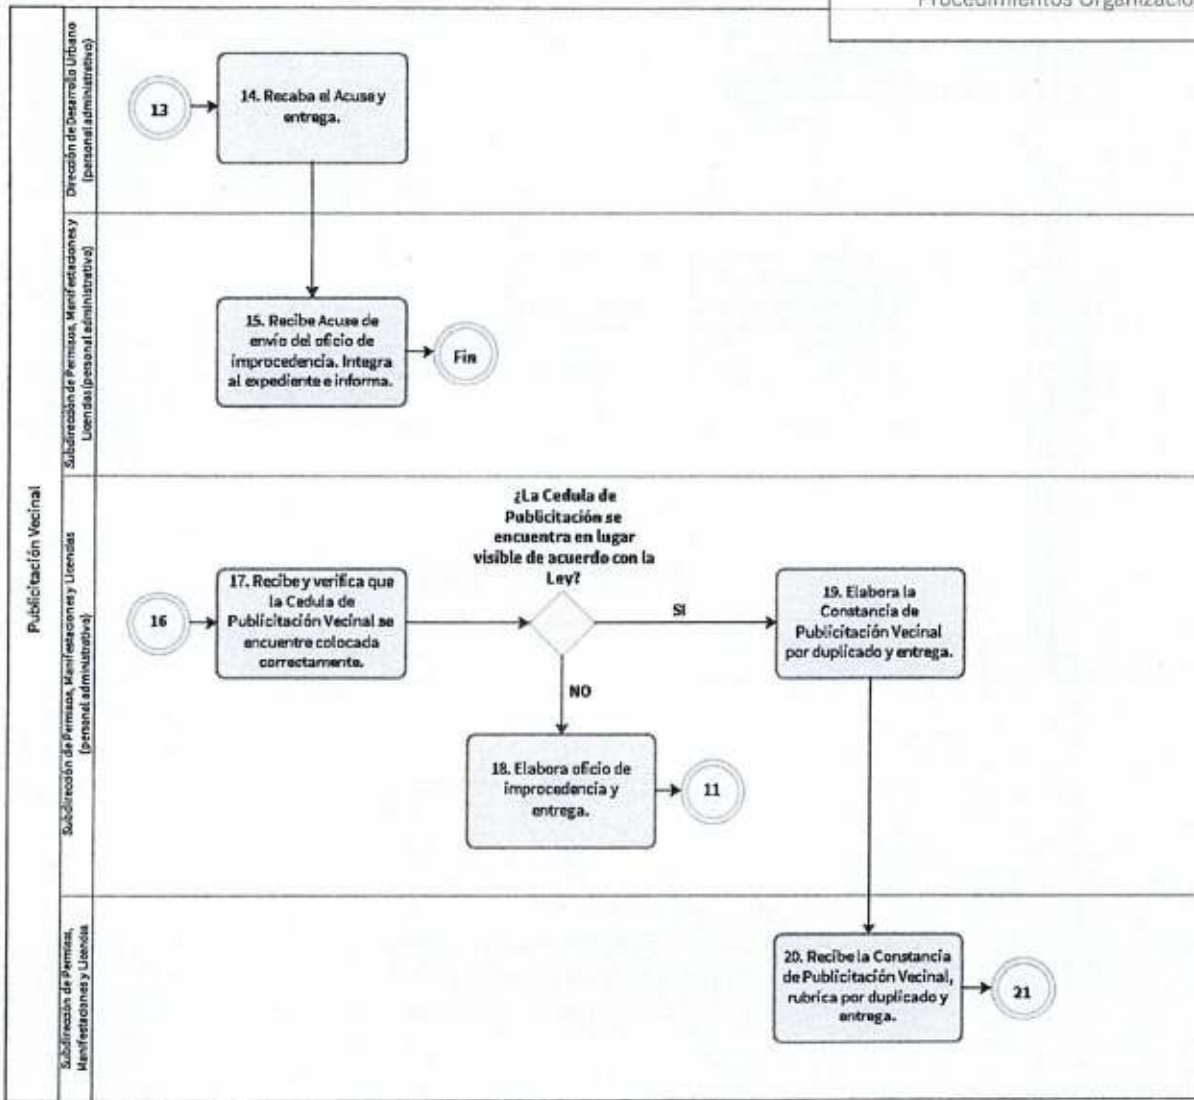 Procedimientos Organizacio
Publicitación Vecinal
Dirección de Desarrollo Urbano
(personal administrativo)
13
14. Recaba el Acuse y
entrega.
Subdirección de Permisos, Manifestaciones y
Licencias (personal administrativo)
15. Recibe Acuse de
envío del oficio de
improcedencia. Integra
al expediente e informa.
Fin
Subdirección de Permisos, Manifestaciones y Licencias
(personal administrativo)
16
17. Recibe y verifica que
la Cedula de
Publicitación Vecinal se
encuentre colocada
correctamente.
¿La Cedula de
Publicitación se
encuentra en lugar
visible de acuerdo con la
Ley?
SI
NO
19. Elabora la
Constancia de
Publicitación Vecinal
por duplicado y entrega.
18. Elabora oficio de
improcedencia y
entrega.
11
Subdirección de Permisos,
Manifestaciones y Licencias
20. Recibe la Constancia
de Publicitación Vecinal,
rubrica por duplicado y
entrega.
21